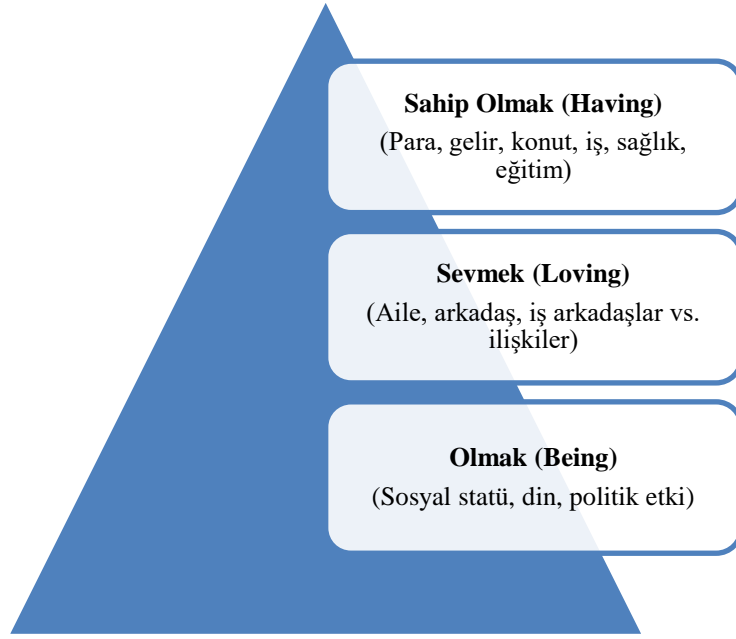 Sahip Olmak (Having)
(Para, gelir, konut, iş, sağlık,
eğitim)
Sevmek (Loving)
(Aile, arkadaş, iş arkadaşlar vs.
ilişkiler)
Olmak (Being)
(Sosyal statü, din, politik etki)